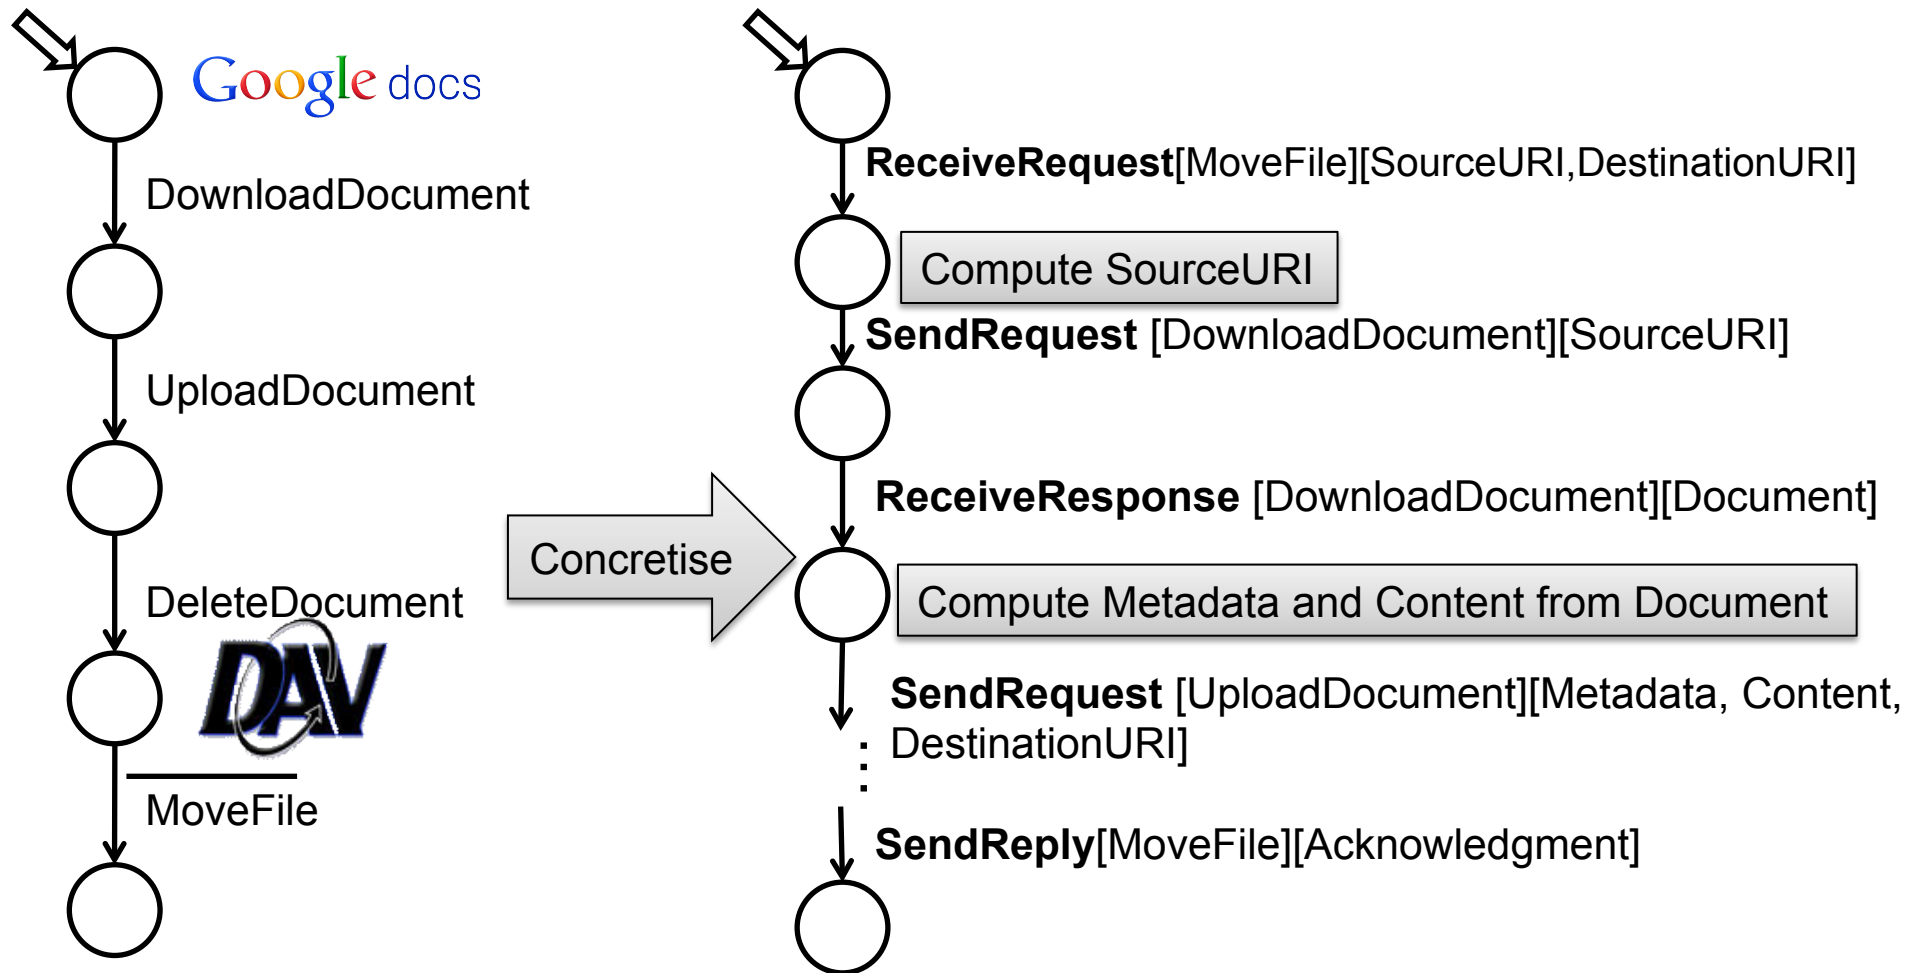 Google docs
DownloadDocument
UploadDocument
DeleteDocument
DAV
MoveFile
Concretise
ReceiveRequest[MoveFile][SourceURI,DestinationURI]
Compute SourceURI
SendRequest [DownloadDocument][SourceURI]
ReceiveResponse [DownloadDocument][Document]
Compute Metadata and Content from Document
SendRequest [UploadDocument][Metadata, Content,
DestinationURI]
SendReply[MoveFile][Acknowledgment]